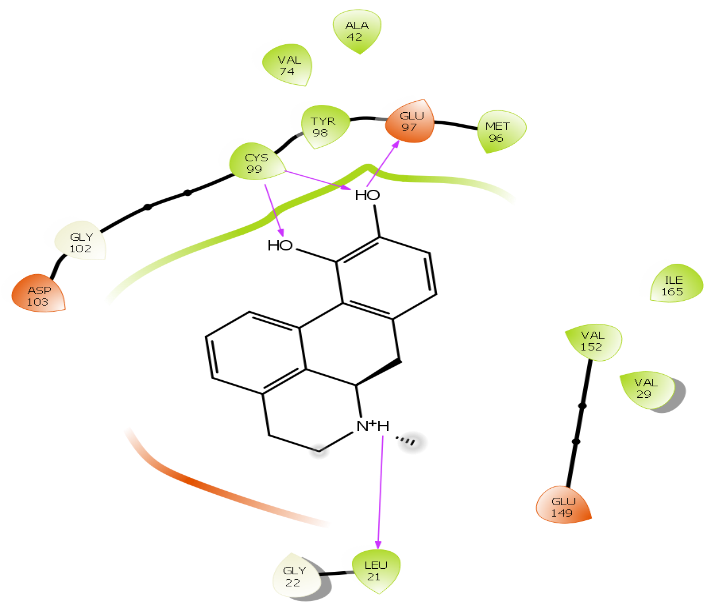 ALA
42
VAL
74
TYR
98
GLU
97
MET
96
CYS
99
HO
HO
GLY
102
ASP
103
ILE
165
VAL
152
VAL
29
N+H
GLU
149
GLY
22
LEU
21